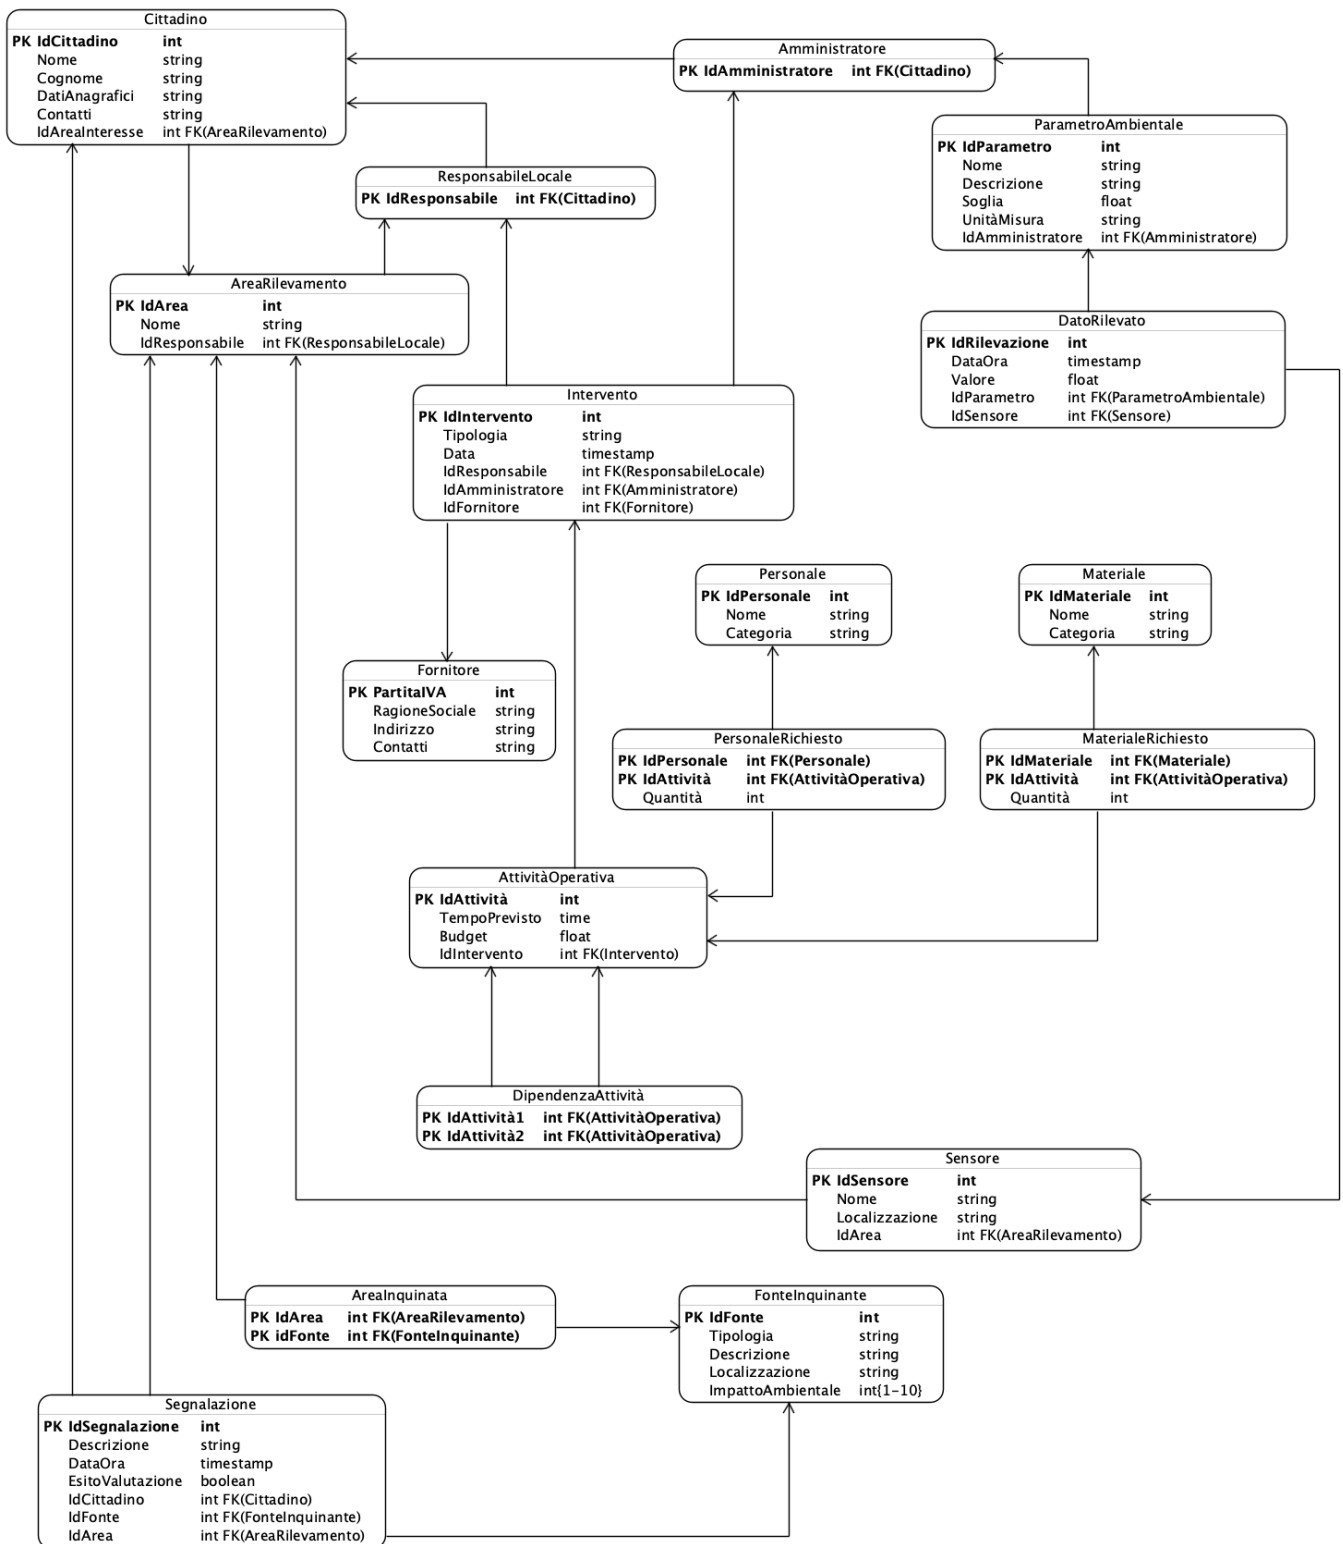 Cittadino
PK IdCittadino int
Nome string
Cognome string
DatiAnagrafici string
Contatti string
IdAreaInteresse int FK(AreaRilevamento)
Amministratore
PK IdAmministratore int FK(Cittadino)
ParametroAmbientale
PK IdParametro int
Nome string
Descrizione string
Soglia float
UnitàMisura string
IdAmministratore int FK(Amministratore)
ResponsabileLocale
PK IdResponsabile int FK(Cittadino)
AreaRilevamento
PK IdArea int
Nome string
IdResponsabile int FK(ResponsabileLocale)
DatoRilevato
PK IdRilevazione int
DataOra timestamp
Valore float
IdParametro int FK(ParametroAmbientale)
IdSensore int FK(Sensore)
Intervento
PK IdIntervento int
Tipologia string
Data timestamp
IdResponsabile int FK(ResponsabileLocale)
IdAmministratore int FK(Amministratore)
IdFornitore int FK(Fornitore)
Personale
PK IdPersonale int
Nome string
Categoria string
Materiale
PK IdMateriale int
Nome string
Categoria string
Fornitore
PK PartitaIVA int
RagioneSociale string
Indirizzo string
Contatti string
PersonaleRichiesto
PK IdPersonale int FK(Personale)
PK IdAttività int FK(AttivitàOperativa)
Quantità int
MaterialeRichiesto
PK IdMateriale int FK(Materiale)
PK IdAttività int FK(AttivitàOperativa)
Quantità int
AttivitàOperativa
PK IdAttività int
TempoPrevisto time
Budget float
IdIntervento int FK(Intervento)
DipendenzaAttività
PK IdAttività1 int FK(AttivitàOperativa)
PK IdAttività2 int FK(AttivitàOperativa)
Sensore
PK IdSensore int
Nome string
Localizzazione string
IdArea int FK(AreaRilevamento)
AreaInquinata
PK IdArea int FK(AreaRilevamento)
PK idFonte int FK(FonteInquinante)
FonteInquinante
PK IdFonte int
Tipologia string
Descrizione string
Localizzazione string
ImpattoAmbientale int{1-10}
Segnalazione
PK IdSegnalazione int
Descrizione string
DataOra timestamp
EsitoValutazione boolean
IdCittadino int FK(Cittadino)
IdFonte int FK(FonteInquinante)
IdArea int FK(AreaRilevamento)